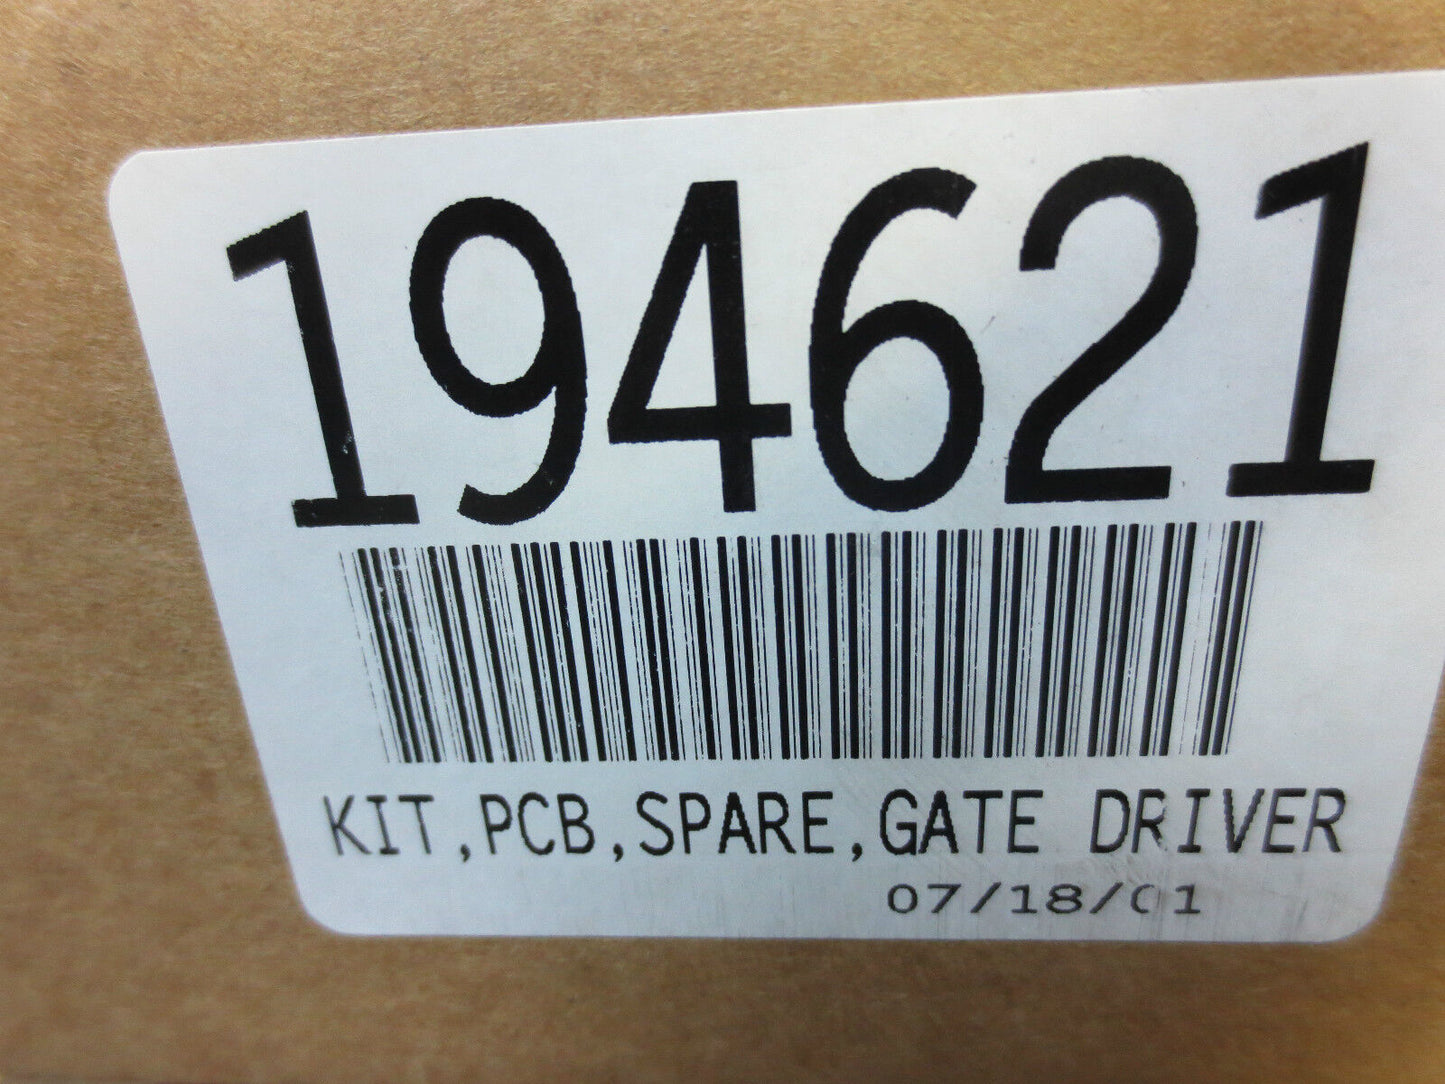 194621
KIT,PCB,SPARE,GATE DRIVER
07/18/01